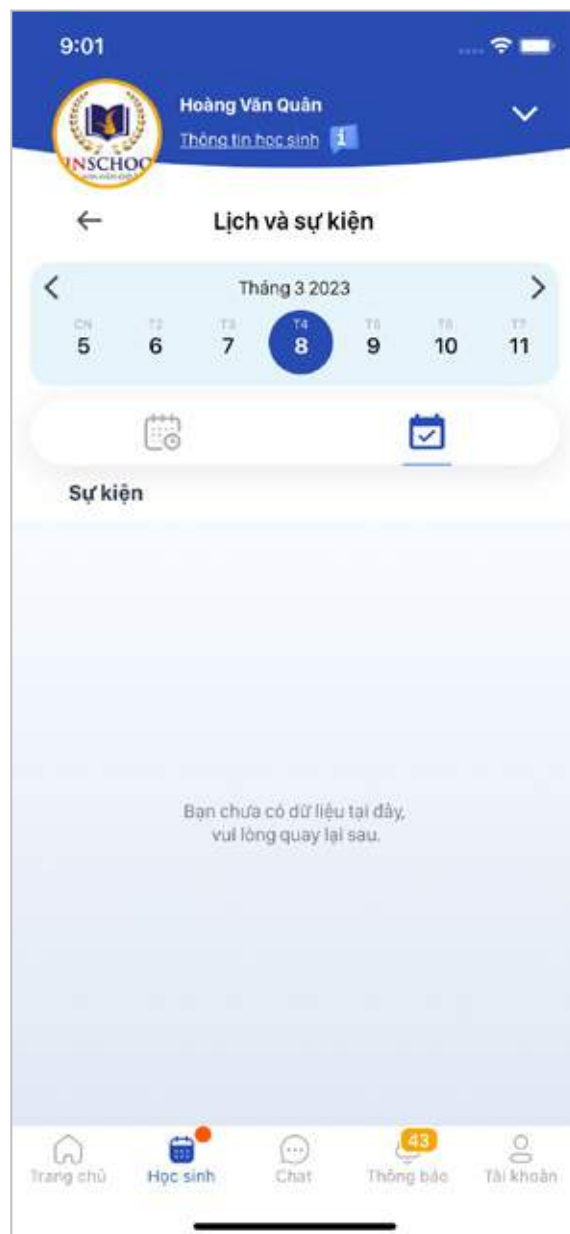 9:01
Hoàng Văn Quân
Thông tin học sinh
INSCHOO
Lịch và sự kiện
Tháng 3 2023
CN T2 T3 T4 T5 T6 T7
5 6 7 8 9 10 11
Sự kiện
Bạn chưa có dữ liệu tại đây,
vui lòng quay lại sau.
43
Trang chủ Học sinh Chat Thông báo Tài khoản